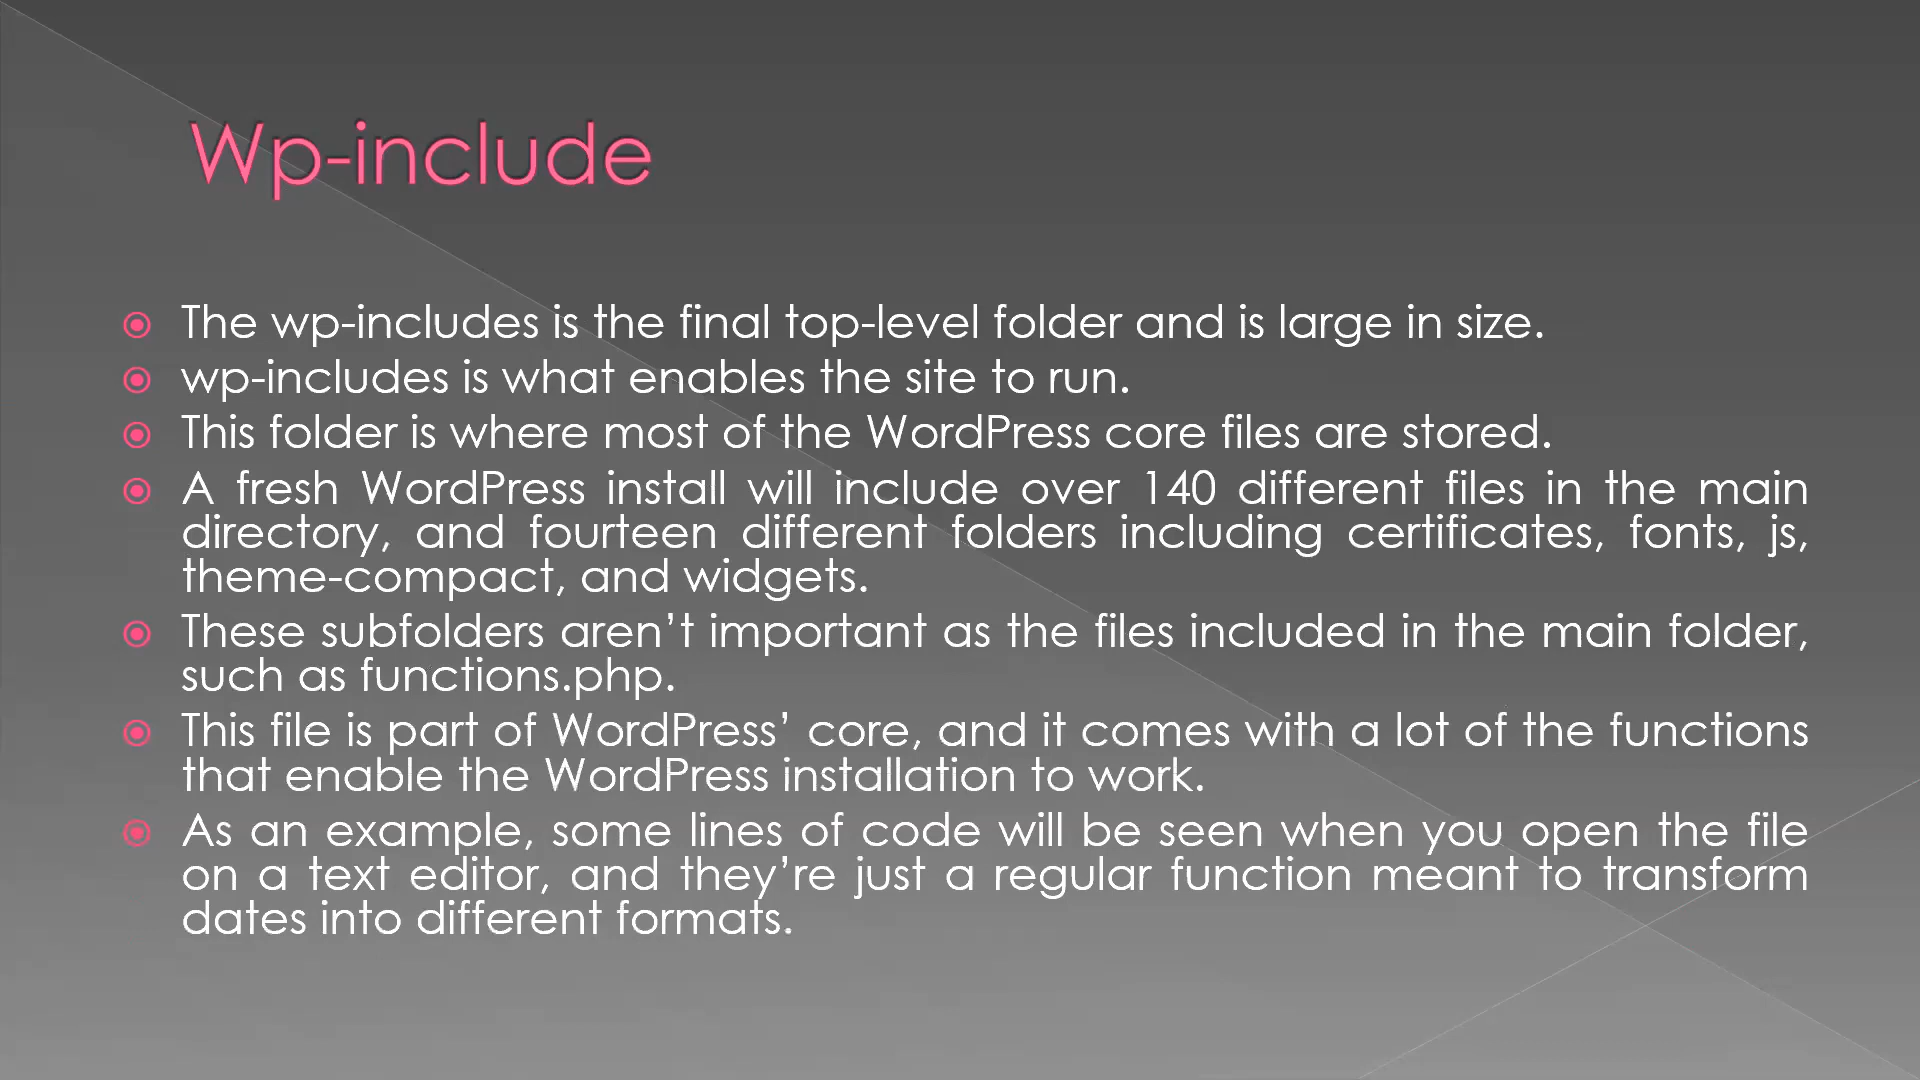 Wp-include
The wp-includes is the final top-level folder and is large in size.
wp-includes is what enables the site to run.
This folder is where most of the WordPress core files are stored.
A fresh WordPress install will include over 140 different files in the main
directory, and fourteen different folders including certificates, fonts, js,
theme-compact, and widgets.
These subfolders aren’t important as the files included in the main folder,
such as functions.php.
This file is part of WordPress’ core, and it comes with a lot of the functions
that enable the WordPress installation to work.
As an example, some lines of code will be seen when you open the file
on a text editor, and they’re just a regular function meant to transform
dates into different formats.